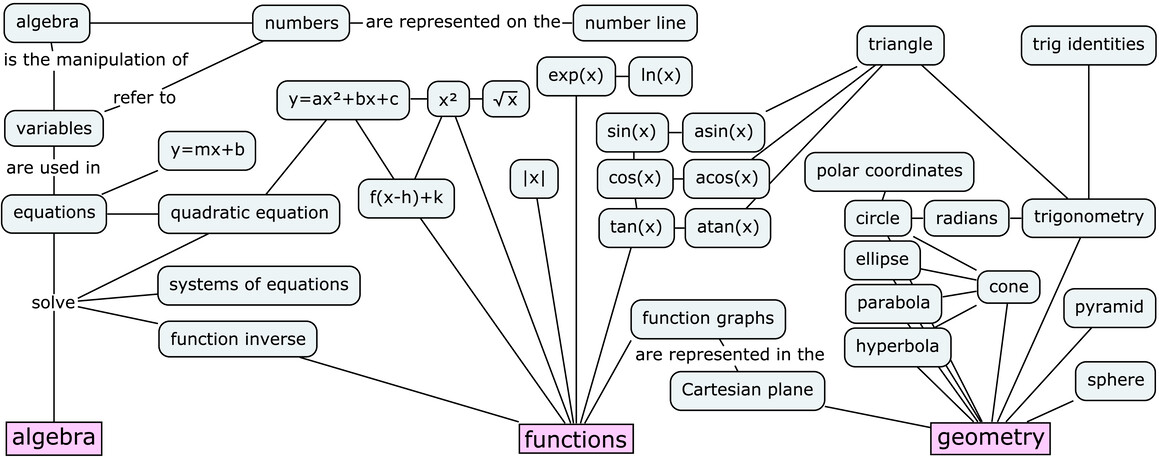 algebra
numbers
are represented on the
number line
triangle
trig identities
is the manipulation of
exp(x)
ln(x)
refer to
y=ax²+bx+c
x²
√x
variables
sin(x)
asin(x)
y=mx+b
are used in
|x|
cos(x)
acos(x)
polar coordinates
f(x-h)+k
equations
quadratic equation
tan(x)
atan(x)
circle
radians
trigonometry
ellipse
systems of equations
cone
solve
parabola
pyramid
function graphs
function inverse
are represented in the
hyperbola
Cartesian plane
sphere
algebra
functions
geometry